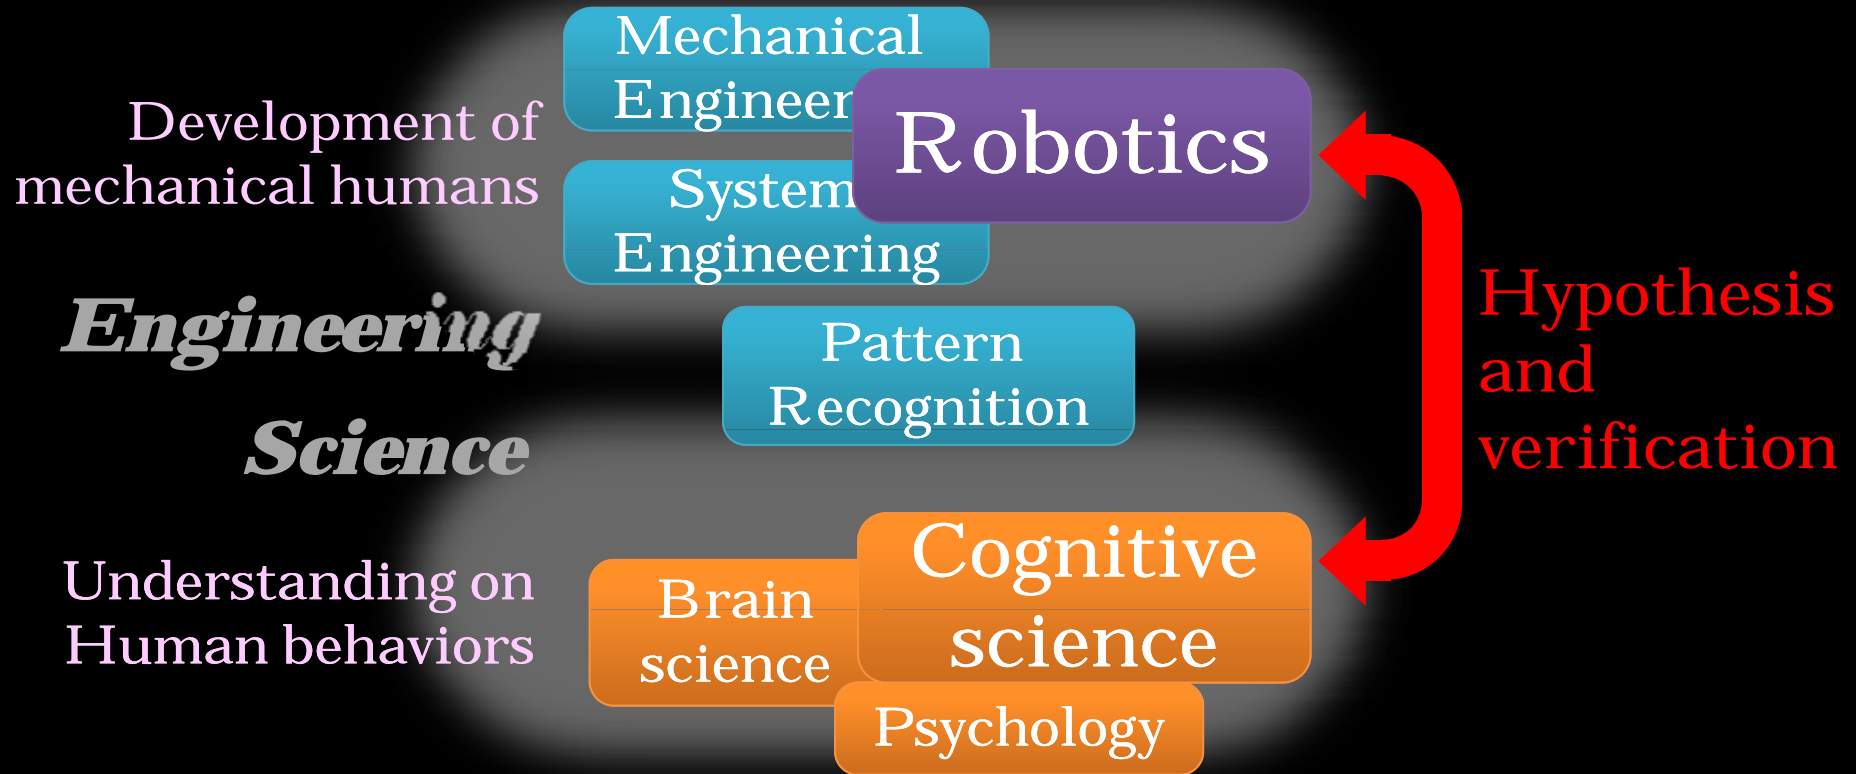 Mechanical
Engineer
Robotics
Development of
mechanical humans
System
Engineering
Engineering
Pattern
Recognition
Science
Hypothesis
and
verification
Cognitive
science
Understanding on
Human behaviors
Brain
science
Psychology